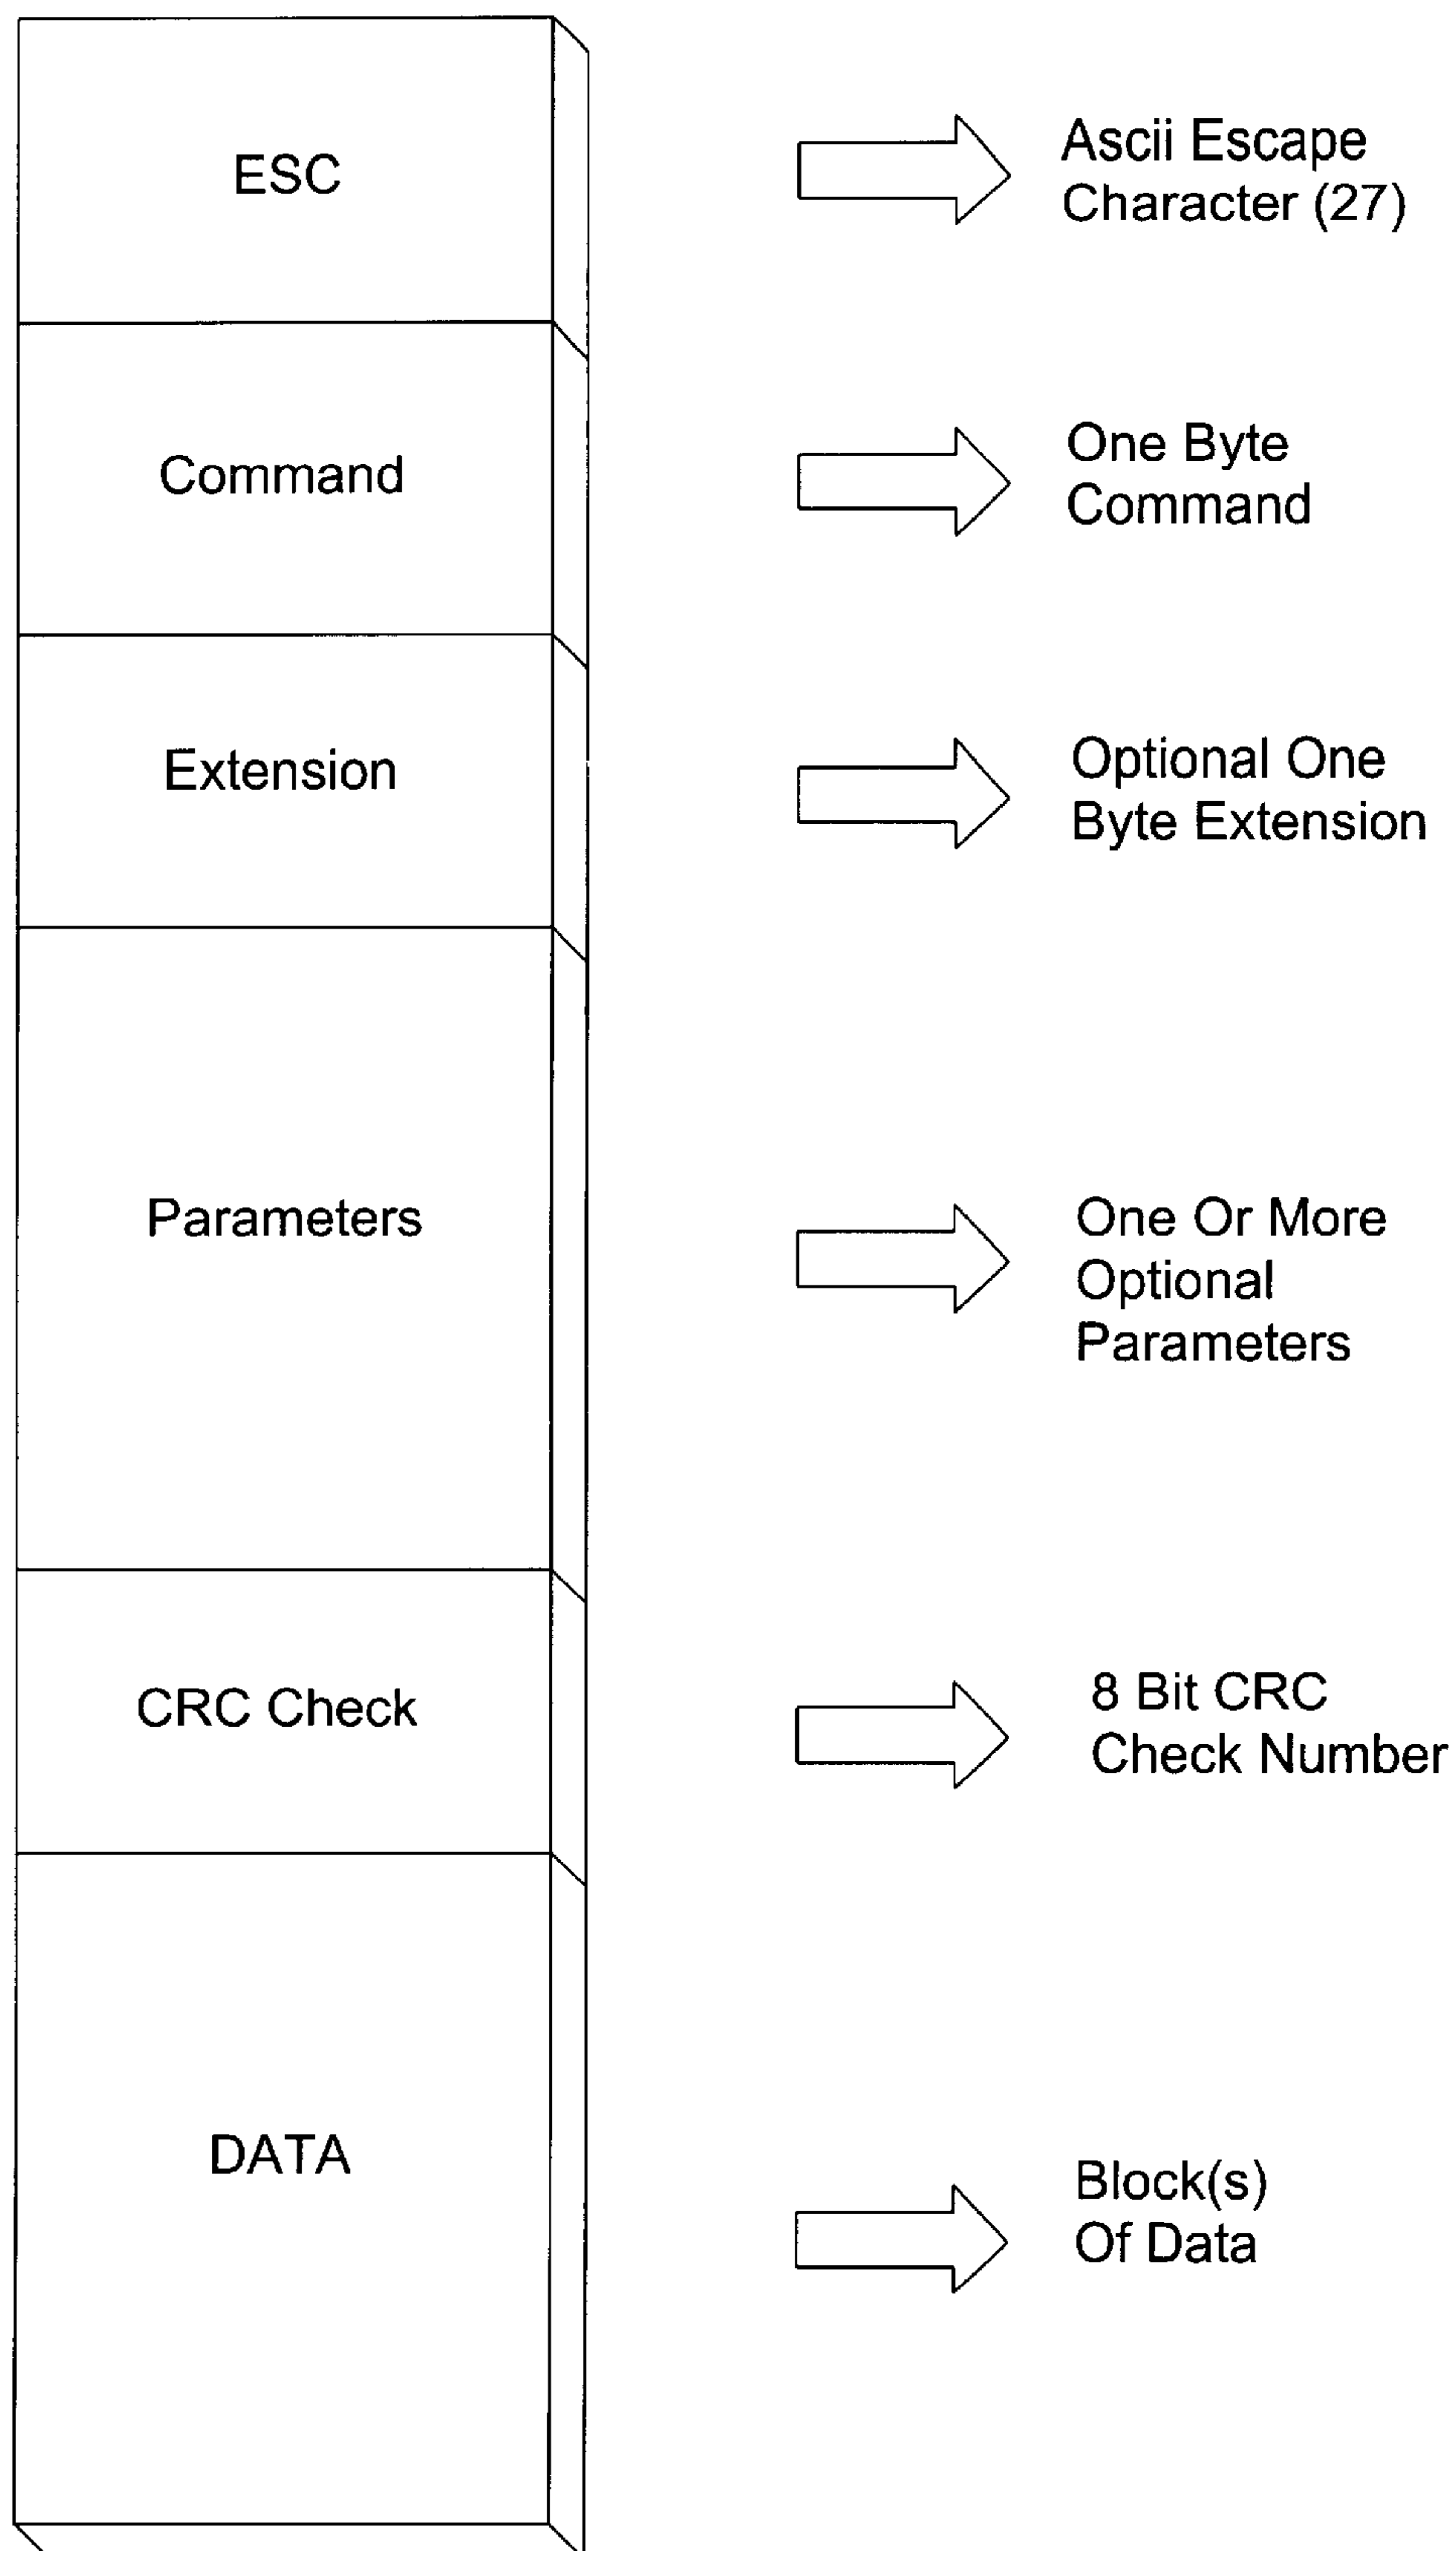 ESC
Ascii Escape
Character (27)
Command
One Byte
Command
Extension
Optional One
Byte Extension
Parameters
One Or More
Optional
Parameters
CRC Check
8 Bit CRC
Check Number
DATA
Block(s)
Of Data